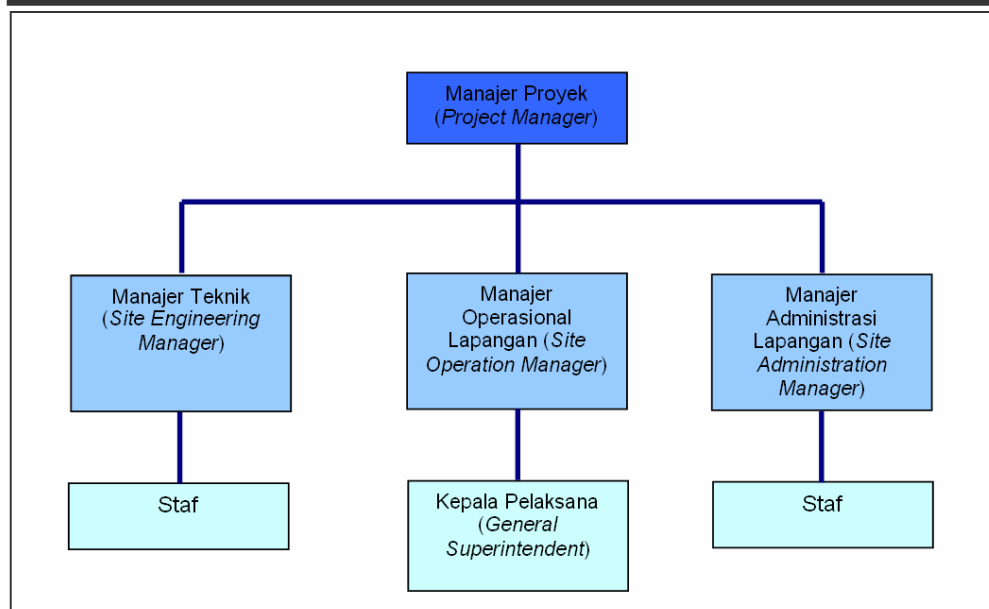 Manajer Proyek
(Project Manager)
Manajer Teknik
(Site Engineering
Manager)
Manajer
Operasional
Lapangan (Site
Operation Manager)
Manajer
Administrasi
Lapangan (Site
Administration
Manager)
Staf
Kepala Pelaksana
(General
Superintendent)
Staf